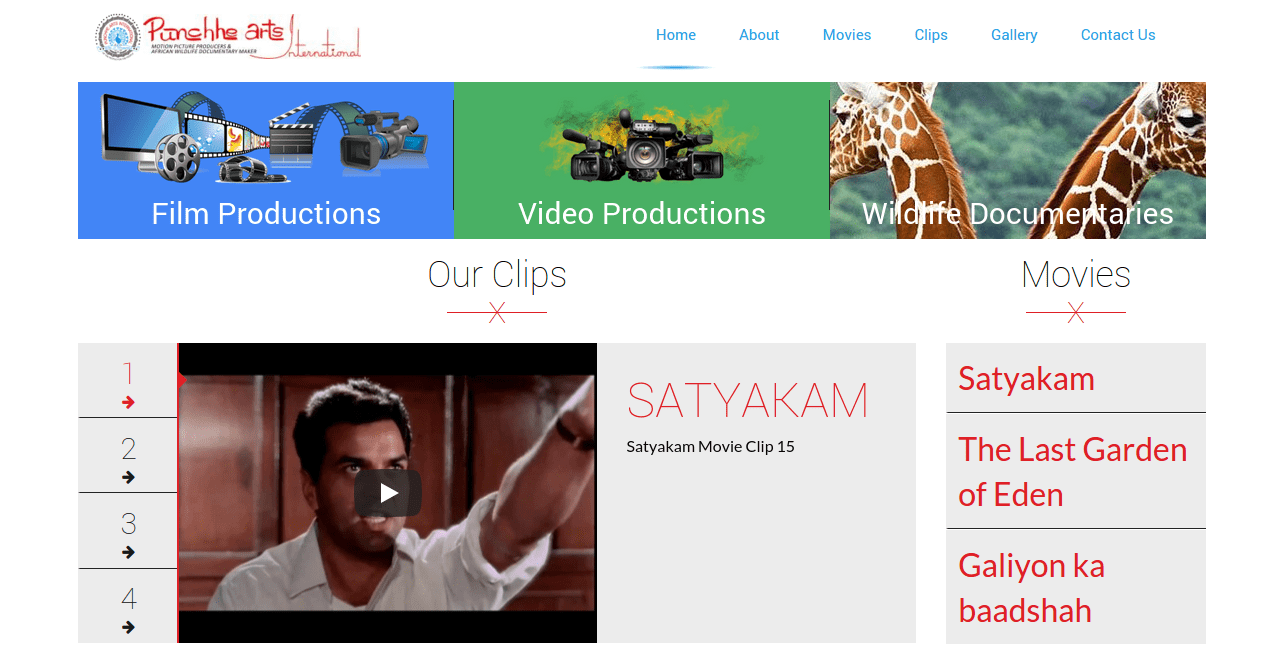 Panchhe arts
International
MOTION PICTURE PRODUCERS &
AFRICAN WILDLIFE DOCUMENTARY MAKER
Home About Movies Clips Gallery Contact Us
Film Productions Video Productions Wildlife Documentaries
Our Clips Movies
1
2
3
4
SATYAKAM
Satyakam Movie Clip 15
Satyakam
The Last Garden
of Eden
Galiyon ka
baadshah